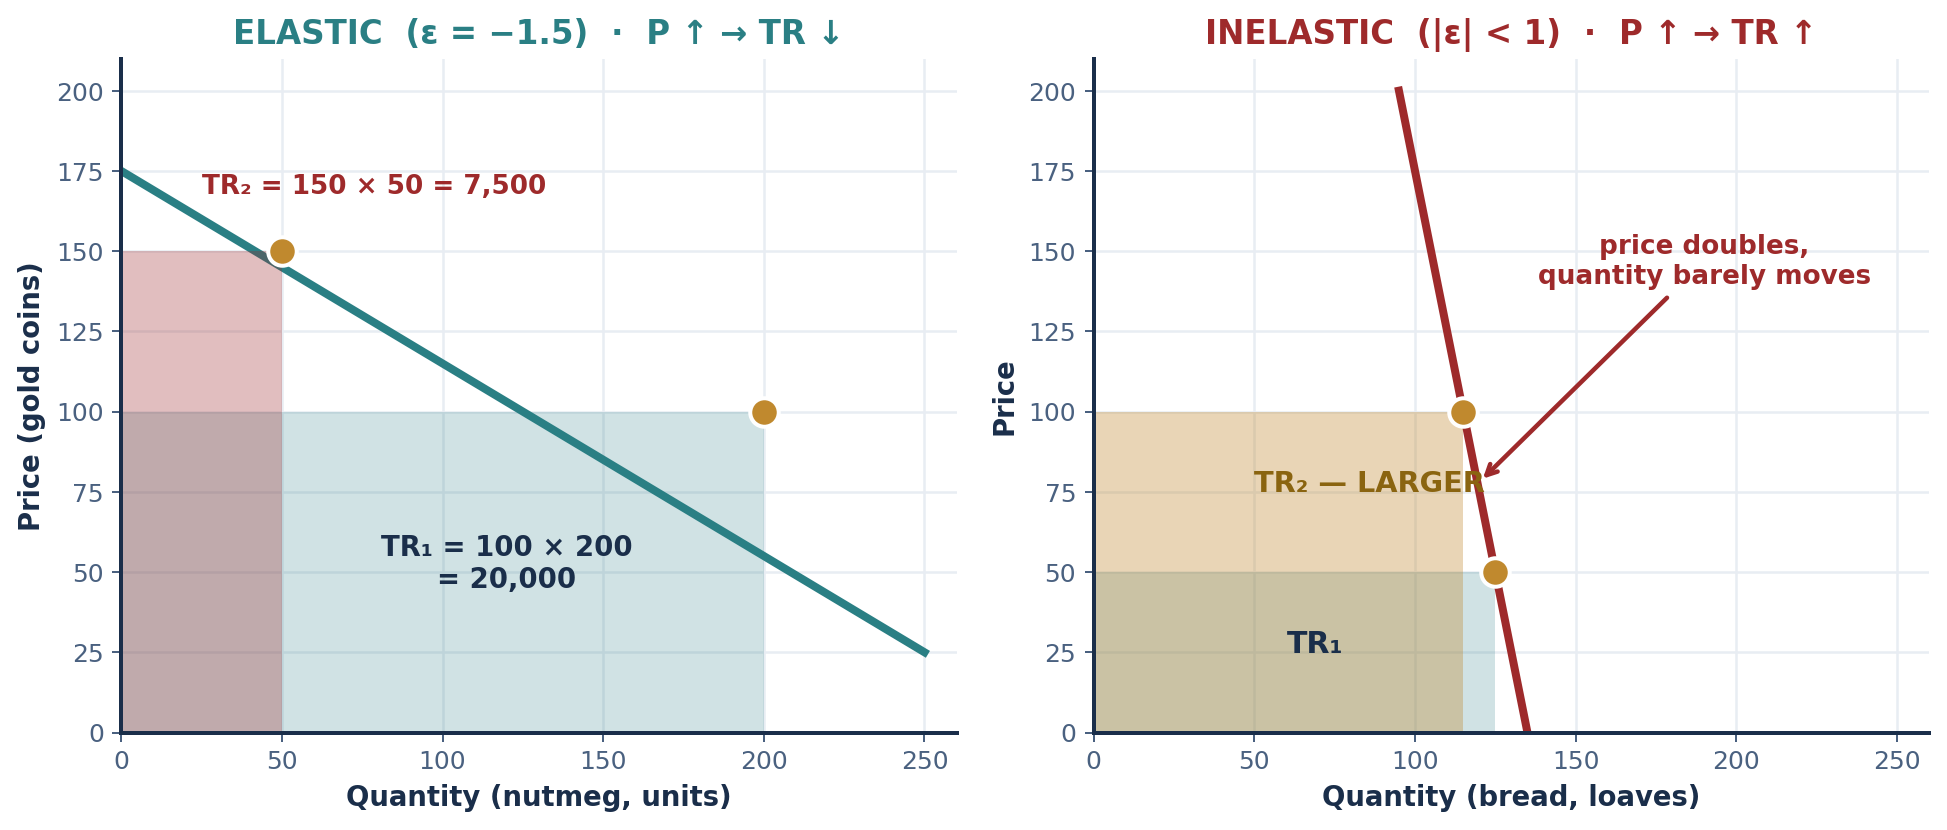 ELASTIC (ε = −1.5) · P ↑ → TR ↓
200
175
150
125
100
75
50
25
0
Price (gold coins)
TR₂ = 150 × 50 = 7,500
TR₁ = 100 × 200
= 20,000
0 50 100 150 200 250
Quantity (nutmeg, units)
INELASTIC (|ε| < 1) · P ↑ → TR ↑
200
175
150
125
100
75
50
25
0
Price
price doubles,
quantity barely moves
TR₂ — LARGER
TR₁
0 50 100 150 200 250
Quantity (bread, loaves)